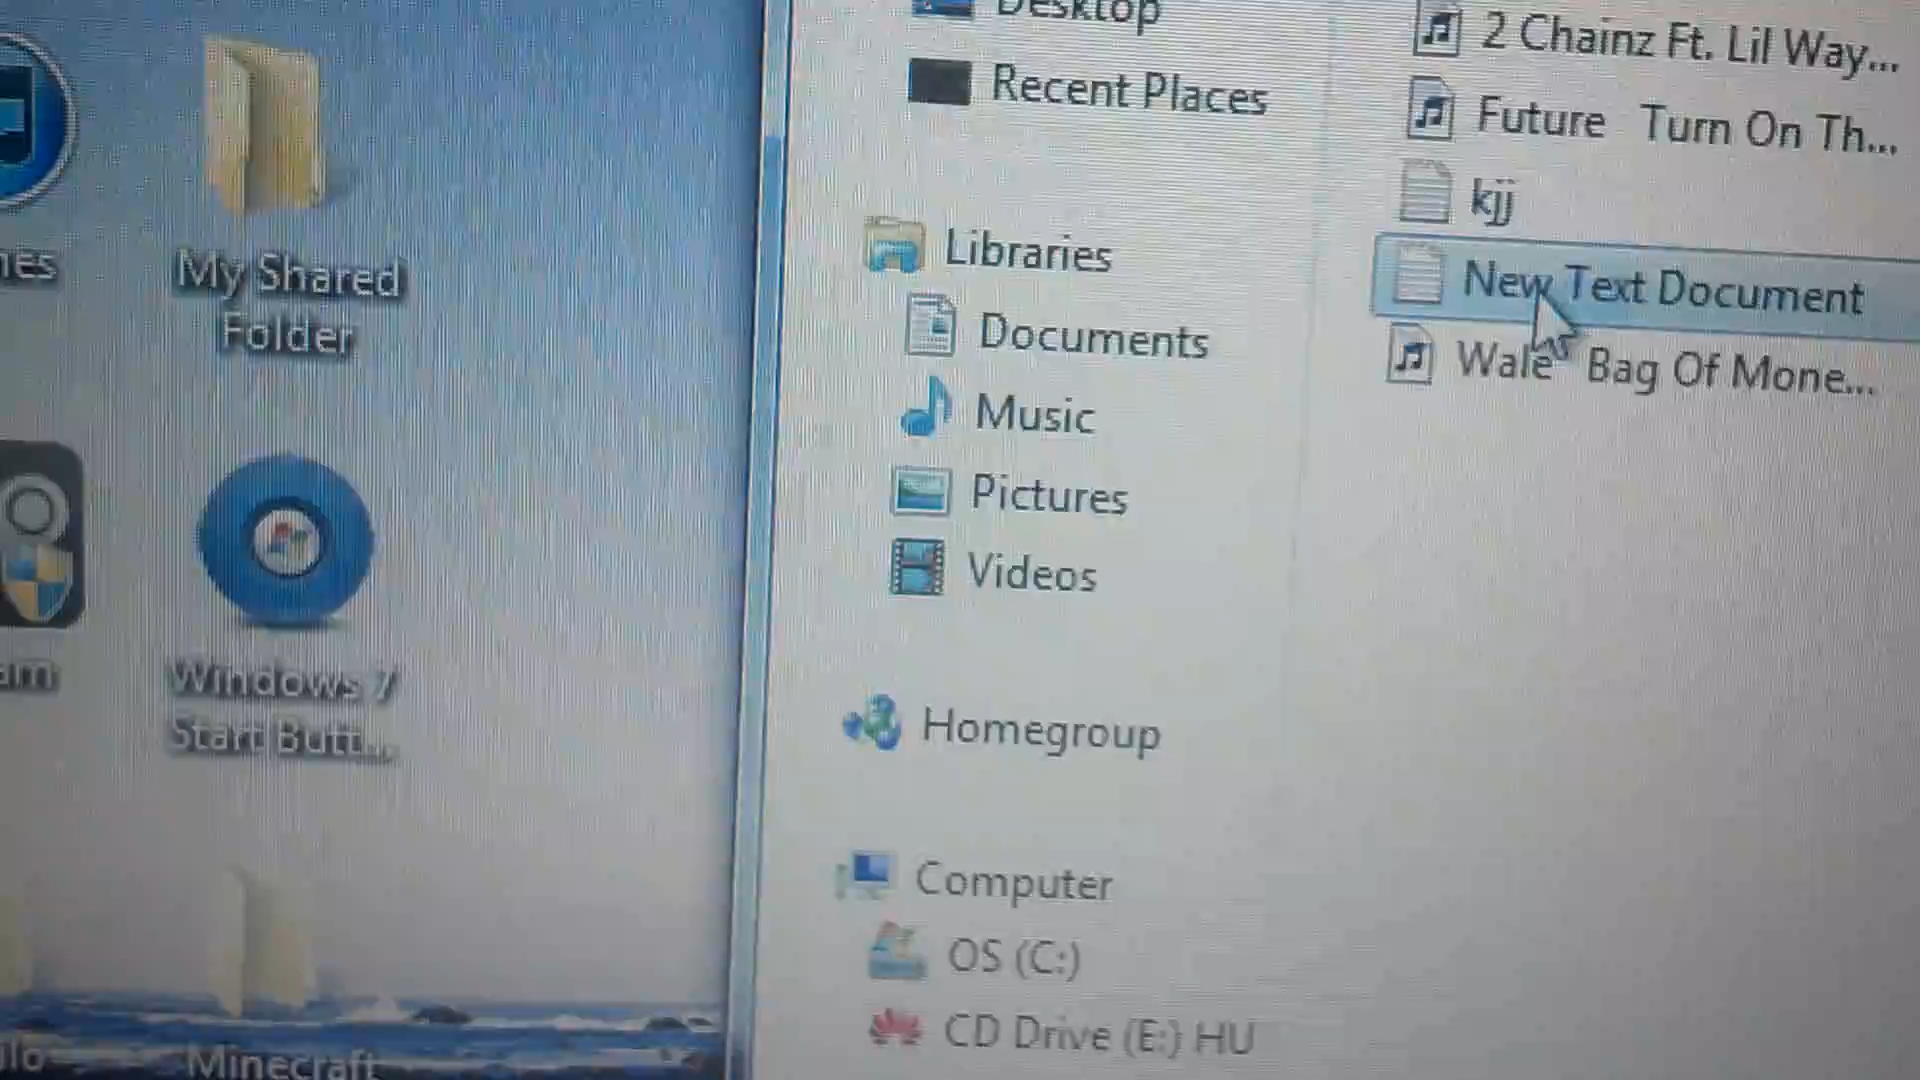 My Shared
Folder
Windows 7
Start Butt...
Minecraft
Desktop
Recent Places
Libraries
Documents
Music
Pictures
Videos
Homegroup
Computer
OS (C:)
CD Drive (E:) HU
2 Chainz Ft. Lil Way...
Future Turn On Th...
kjj
New Text Document
Wale Bag Of Mone...